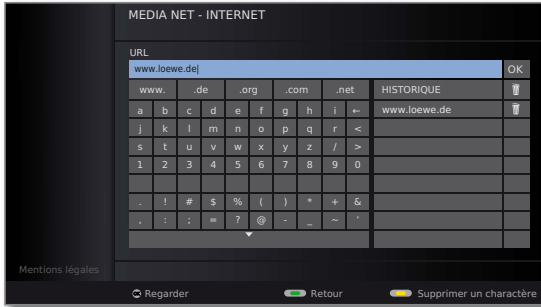 MEDIA NET - INTERNET
URL
www.loewe.de
OK
www. .de .org .com .net HISTORIQUE
a b c d e f g h i ← www.loewe.de
j k l m n o p q r <
s t u v w x y z / >
1 2 3 4 5 6 7 8 9 0
. ! # $ % ( ) * + &
, : ; = ? @ - _ ~ '
Mentions légales
Regarder Retour Supprimer un charactère